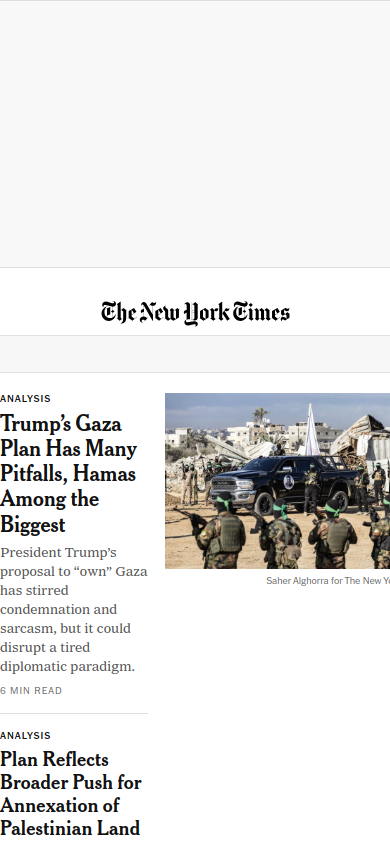 The New York Times
ANALYSIS
Trump's Gaza
Plan Has Many
Pitfalls, Hamas
Among the
Biggest
President Trump's
proposal to “own” Gaza
has stirred
condemnation and
sarcasm, but it could
disrupt a tired
diplomatic paradigm.
6 MIN READ
Saher Alghorra for The New Yo
ANALYSIS
Plan Reflects
Broader Push for
Annexation of
Palestinian Land